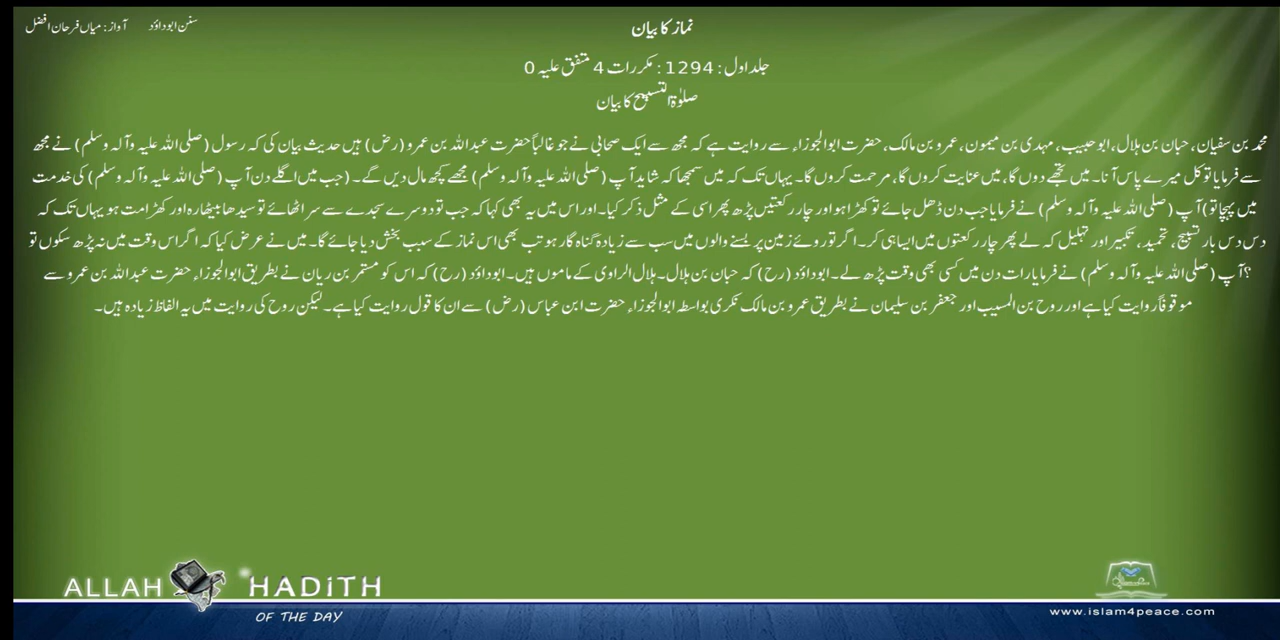 سنن ابوداؤد آواز: میاں فرحان افضل
نماز کا بیان
جلد اول: 1294 : مکررات 4 متفق علیہ 0
صلوٰۃ التسبیح کا بیان
محمد بن سفیان، حبان بن ہلال، ابوحبیب، مہدی بن میمون، عمرو بن مالک، حضرت ابوالجوزاء سے روایت ہے کہ مجھ سے ایک صحابی نے جو غالباً حضرت عبداللہ بن عمرو (رض) ہیں حدیث بیان کی کہ رسول (صلی اللہ علیہ وآلہ وسلم) نے مجھ
سے فرمایا تو کل میرے پاس آنا۔ میں تجھے دوں گا، میں عنایت کروں گا، مرحمت کروں گا۔ یہاں تک کہ میں سمجھا کہ شاید آپ (صلی اللہ علیہ وآلہ وسلم) مجھے کچھ مال دیں گے۔ (جب میں اگلے دن آپ (صلی اللہ علیہ وآلہ وسلم) کی خدمت
میں پہچا تو) آپ (صلی اللہ علیہ وآلہ وسلم) نے فرمایا جب دن ڈھل جائے تو کھڑا ہو اور چار رکعتیں پڑھ پھر اسی کے مثل ذکر کیا۔ اور اس میں یہ بھی کہا کہ جب تو دوسرے سجدے سے سر اٹھائے تو سیدھا بیٹھا رہ اور کھڑا مت ہو یہاں تک کہ
دس دس بار تسبیح، تحمید، تکبیر اور تہلیل کہ لے پھر چار رکعتوں میں ایسا ہی کر۔ اگر تو روئے زمین پر بسنے والوں میں سب سے زیادہ گناہ گار ہو تب بھی اس نماز کے سبب بخش دیا جائے گا۔ میں نے عرض کیا کہ اگر اس وقت میں نہ پڑھ سکوں تو
؟ آپ (صلی اللہ علیہ وآلہ وسلم) نے فرمایا رات دن میں کسی بھی وقت پڑھ لے۔ ابوداؤد (رح) کہ حبان بن ہلال۔ ہلال الراوی کے ماموں ہیں۔ ابوداؤد (رح) کہ اس کو مستمر بن ریان نے بطریق ابوالجوزاء حضرت عبداللہ بن عمرو سے
موقوفاً روایت کیا ہے اور روح بن المسیب اور جعفر بن سلیمان نے بطریق عمرو بن مالک نکری بواسطہ ابوالجوزاء حضرت ابن عباس (رض) سے ان کا قول روایت کیا ہے۔ لیکن روح کی روایت میں یہ الفاظ زیادہ ہیں۔
ALLAH HADITH
OF THE DAY
www.islam4peace.com